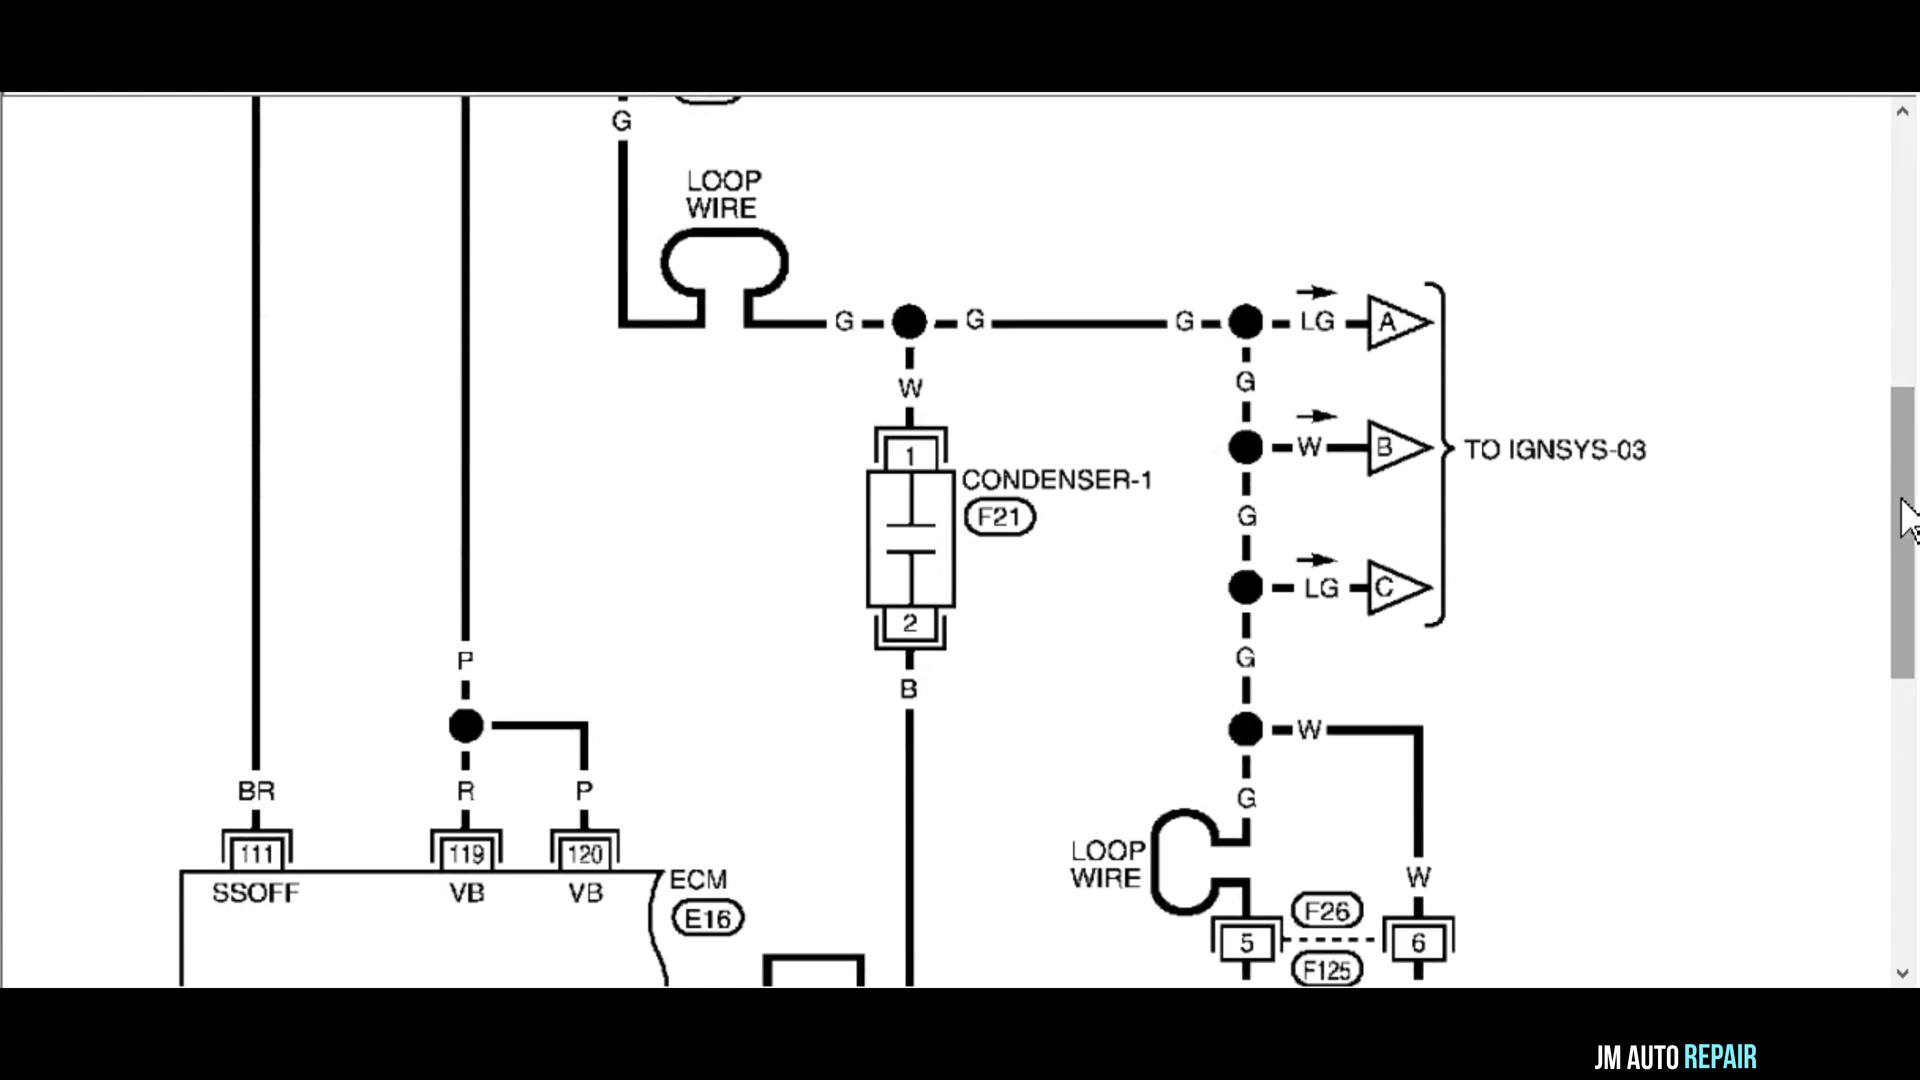 G
LOOP
WIRE
G G G LG A
G
W
W B
1
CONDENSER-1
F21
TO IGNSYS-03
G
LG C
2
B
G
P
W
BR R P
G
111 119 120
SSOFF VB VB
ECM
E16
LOOP
WIRE
W
F26
5 6
F125
JM AUTO REPAIR